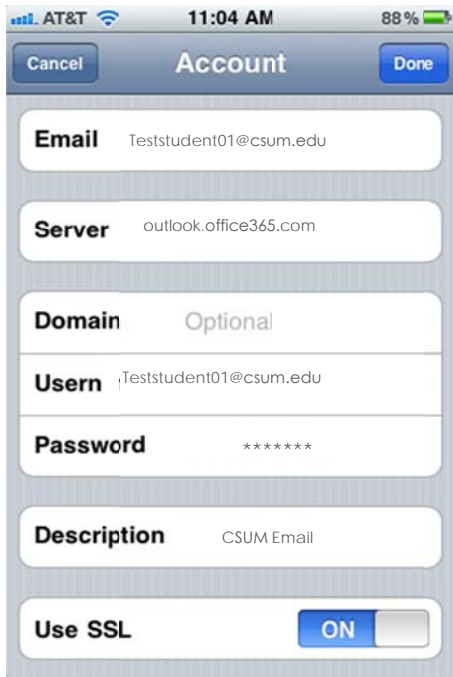 AT&T 11:04 AM 88%
Cancel Account Done
Email Teststudent01@csum.edu
Server outlook.office365.com
Domain Optional
Usern Teststudent01@csum.edu
Password *******
Description CSUM Email
Use SSL ON